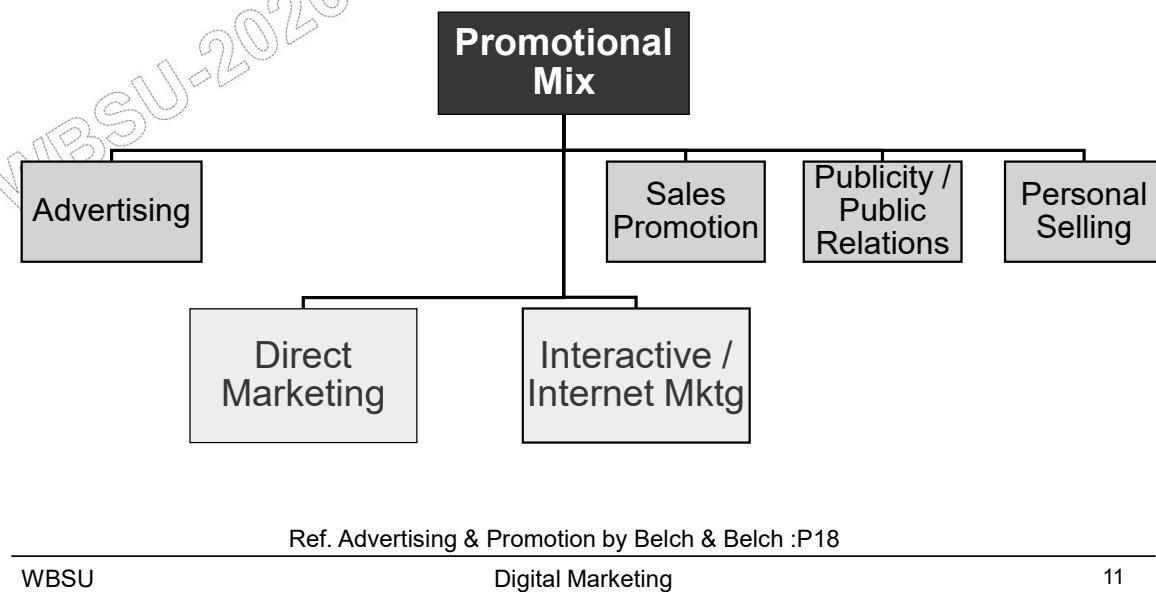 WBSU-2020
Promotional
Mix
Advertising
Sales
Promotion
Publicity /
Public
Relations
Personal
Selling
Direct
Marketing
Interactive /
Internet Mktg
Ref. Advertising & Promotion by Belch & Belch :P18
WBSU
Digital Marketing
11